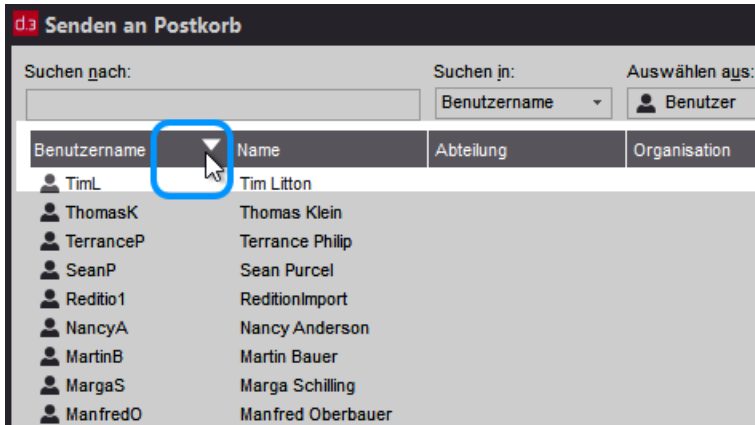 d.3 Senden an Postkorb
Suchen nach: Suchen in: Auswählen aus:
Benutzername Benutzer
Benutzername Name Abteilung Organisation
TimL Tim Litton
ThomasK Thomas Klein
TerranceP Terrance Philip
SeanP Sean Purcel
Reditio1 ReditionImport
NancyA Nancy Anderson
MartinB Martin Bauer
MargaS Marga Schilling
ManfredO Manfred Oberbauer